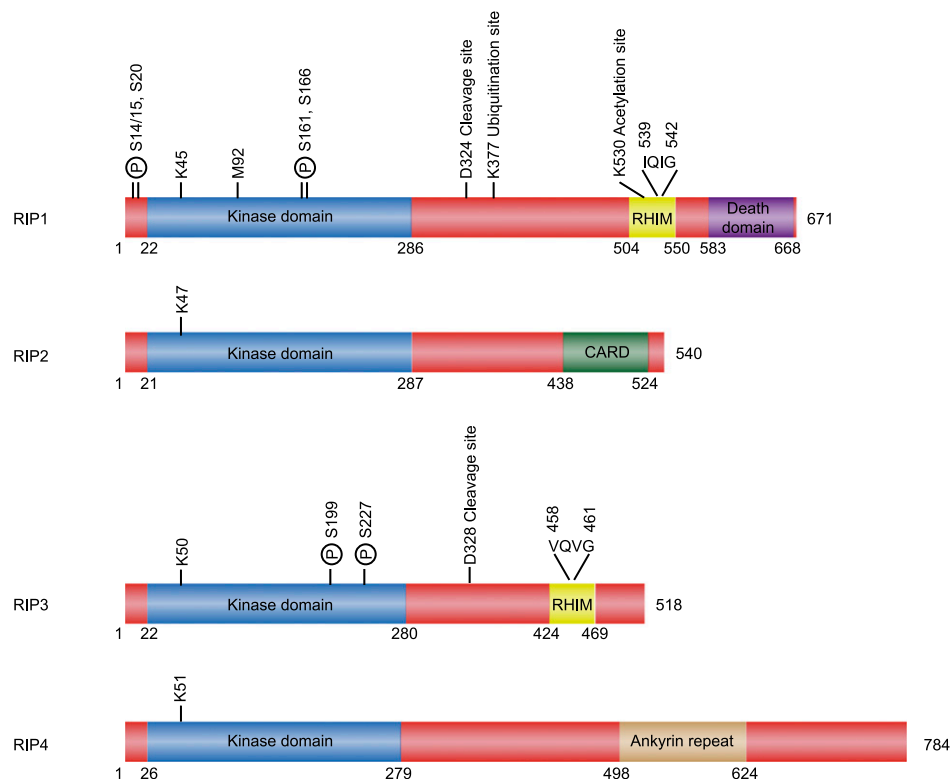 P S14/15, S20
K45
M92
P S161, S166
D324 Cleavage site
K377 Ubiquitination site
K530 Acetylation site
539 542
IQIG
RIP1 Kinase domain RHIM Death domain 671
1 22 286 504 550 583 668
K47
RIP2 Kinase domain CARD 540
1 21 287 438 524
K50
P S199
P S227
D328 Cleavage site
458 461
VQVG
RIP3 Kinase domain RHIM 518
1 22 280 424 469
K51
RIP4 Kinase domain Ankyrin repeat 784
1 26 279 498 624